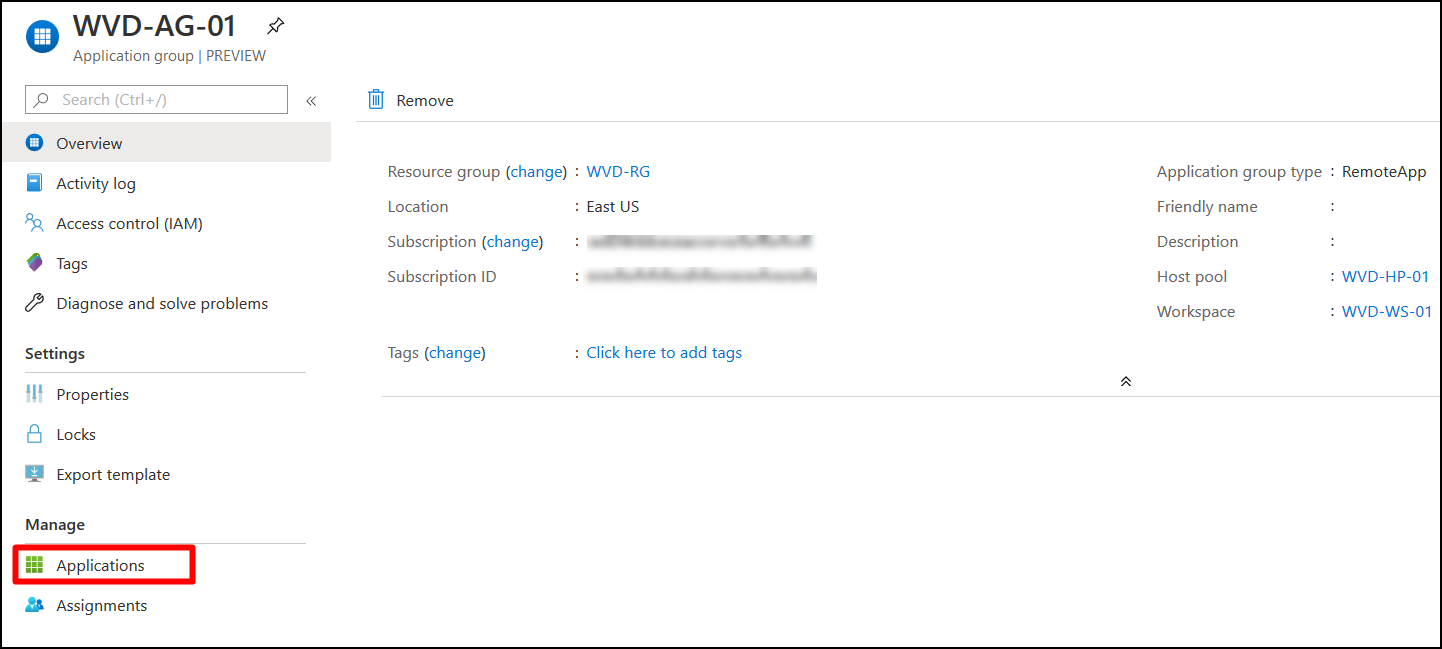 WVD-AG-01
Application group | PREVIEW
Search (Ctrl+/)
«
Overview
Activity log
Access control (IAM)
Tags
Diagnose and solve problems
Settings
Properties
Locks
Export template
Manage
Applications
Assignments
Remove
Resource group (change) : WVD-RG
Location : East US
Subscription (change) :
Subscription ID :
Tags (change) : Click here to add tags
Application group type : RemoteApp
Friendly name :
Description :
Host pool : WVD-HP-01
Workspace : WVD-WS-01